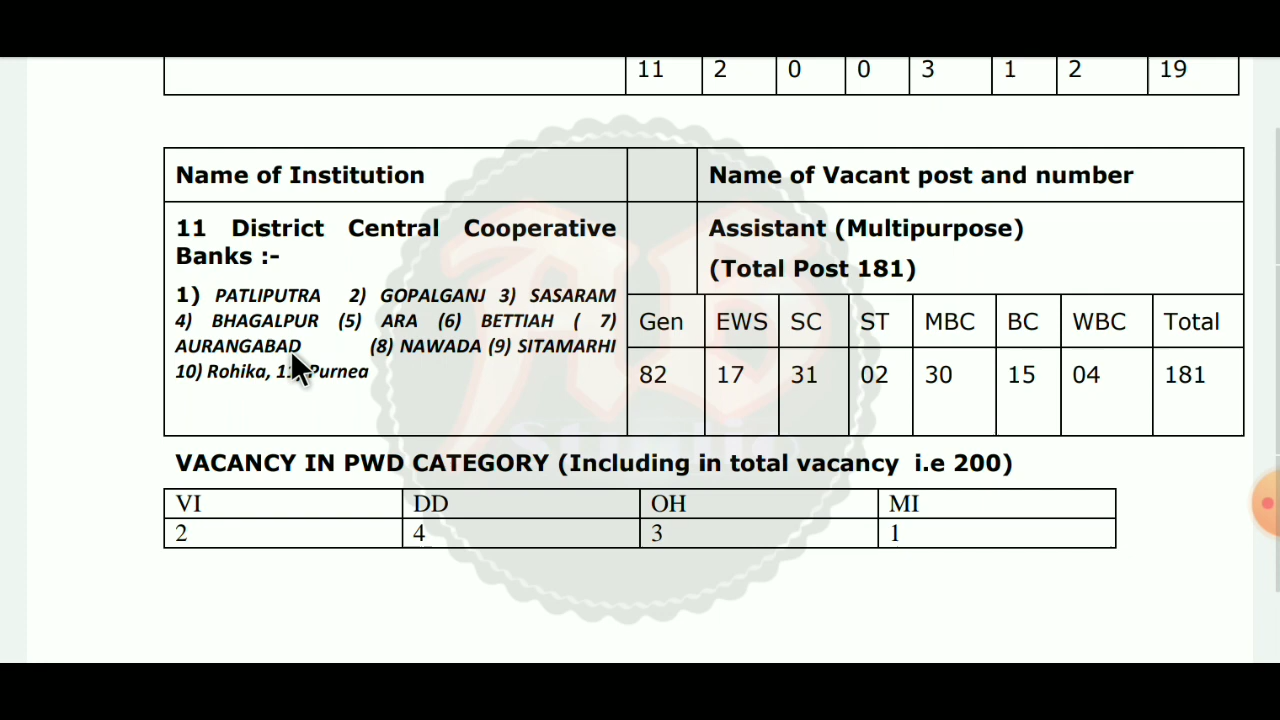 11 2 0 0 3 1 2 19
Name of Institution Name of Vacant post and number
11 District Central Cooperative
Banks :-
1) PATLIPUTRA 2) GOPALGANJ 3) SASARAM
4) BHAGALPUR (5) ARA (6) BETTIAH ( 7)
AURANGABAD (8) NAWADA (9) SITAMARHI
10) Rohika, 11) Purnea
Assistant (Multipurpose)
(Total Post 181)
Gen EWS SC ST MBC BC WBC Total
82 17 31 02 30 15 04 181
VACANCY IN PWD CATEGORY (Including in total vacancy i.e 200)
VI DD OH MI
2 4 3 1